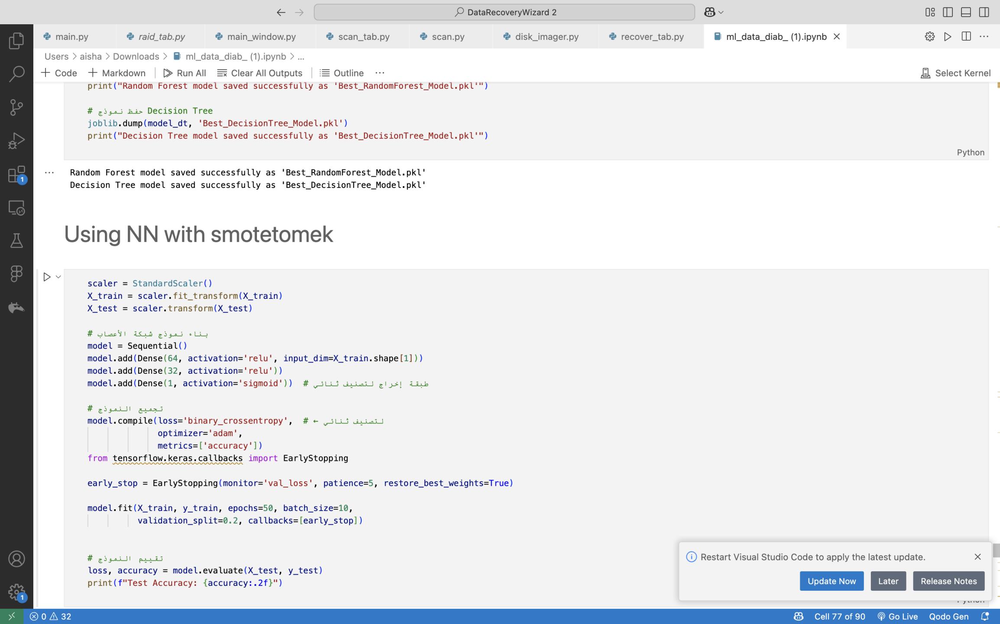 DataRecoveryWizard 2
main.py
raid_tab.py
main_window.py
scan_tab.py
scan.py
disk_imager.py
recover_tab.py
ml_data_diab_ (1).ipynb
Users > aisha > Downloads > ml_data_diab_ (1).ipynb > ...
+ Code + Markdown | Run All Clear All Outputs | Outline ...
Select Kernel
print("Random Forest model saved successfully as 'Best_RandomForest_Model.pkl'")
# حفظ نموذج Decision Tree
joblib.dump(model_dt, 'Best_DecisionTree_Model.pkl')
print("Decision Tree model saved successfully as 'Best_DecisionTree_Model.pkl'")
Python
Random Forest model saved successfully as 'Best_RandomForest_Model.pkl'
Decision Tree model saved successfully as 'Best_DecisionTree_Model.pkl'
Using NN with smotetomek
scaler = StandardScaler()
X_train = scaler.fit_transform(X_train)
X_test = scaler.transform(X_test)
# بناء نموذج شبكة الأعصاب
model = Sequential()
model.add(Dense(64, activation='relu', input_dim=X_train.shape[1]))
model.add(Dense(32, activation='relu'))
model.add(Dense(1, activation='sigmoid')) # طبقة إخراج لتصنيف ثنائي
# تجميع النموذج
model.compile(loss='binary_crossentropy', # ← لتصنيف ثنائي
optimizer='adam',
metrics=['accuracy'])
from tensorflow.keras.callbacks import EarlyStopping
early_stop = EarlyStopping(monitor='val_loss', patience=5, restore_best_weights=True)
model.fit(X_train, y_train, epochs=50, batch_size=10,
validation_split=0.2, callbacks=[early_stop])
# تقييم النموذج
loss, accuracy = model.evaluate(X_test, y_test)
print(f"Test Accuracy: {accuracy:.2f}")
Restart Visual Studio Code to apply the latest update.
Update Now
Later
Release Notes
1
1
0 32
Cell 77 of 90
Go Live
Qodo Gen